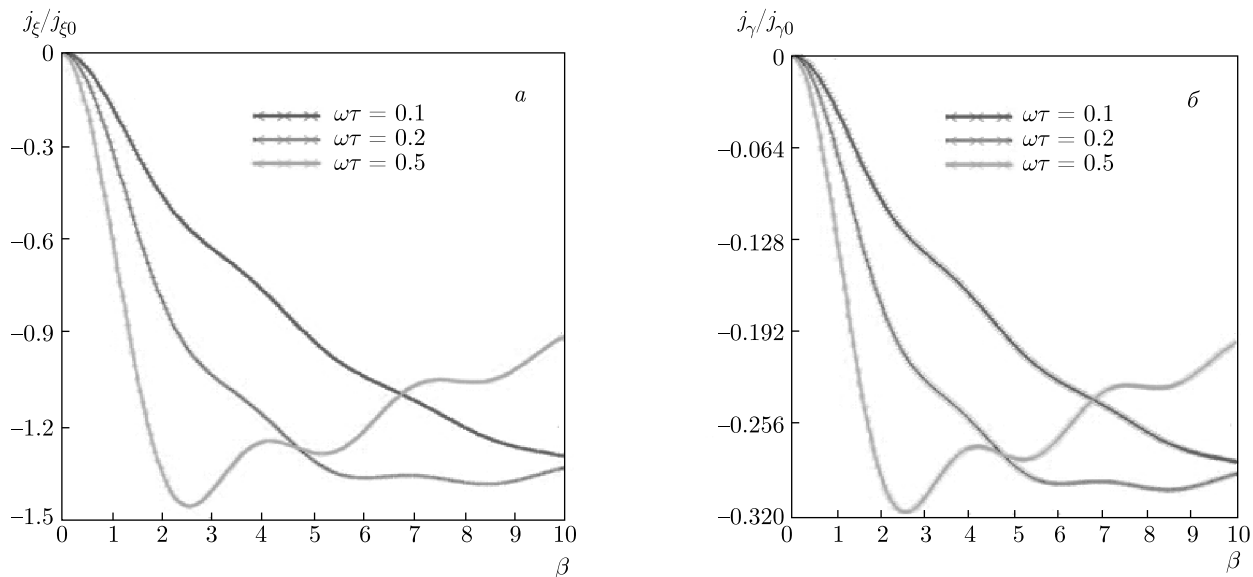 j_ξ/j_ξ0
0
–0.3
–0.6
–0.9
–1.2
–1.5
0 1 2 3 4 5 6 7 8 9 10
β
а
ωτ = 0.1
ωτ = 0.2
ωτ = 0.5
j_γ/j_γ0
0
–0.064
–0.128
–0.192
–0.256
–0.320
0 1 2 3 4 5 6 7 8 9 10
β
б
ωτ = 0.1
ωτ = 0.2
ωτ = 0.5